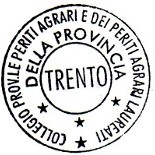 COLLEGIO PROV.LE PERITI AGRARI E DEI PERITI AGRARI LAUREATI
DELLA PROVINCIA
TRENTO